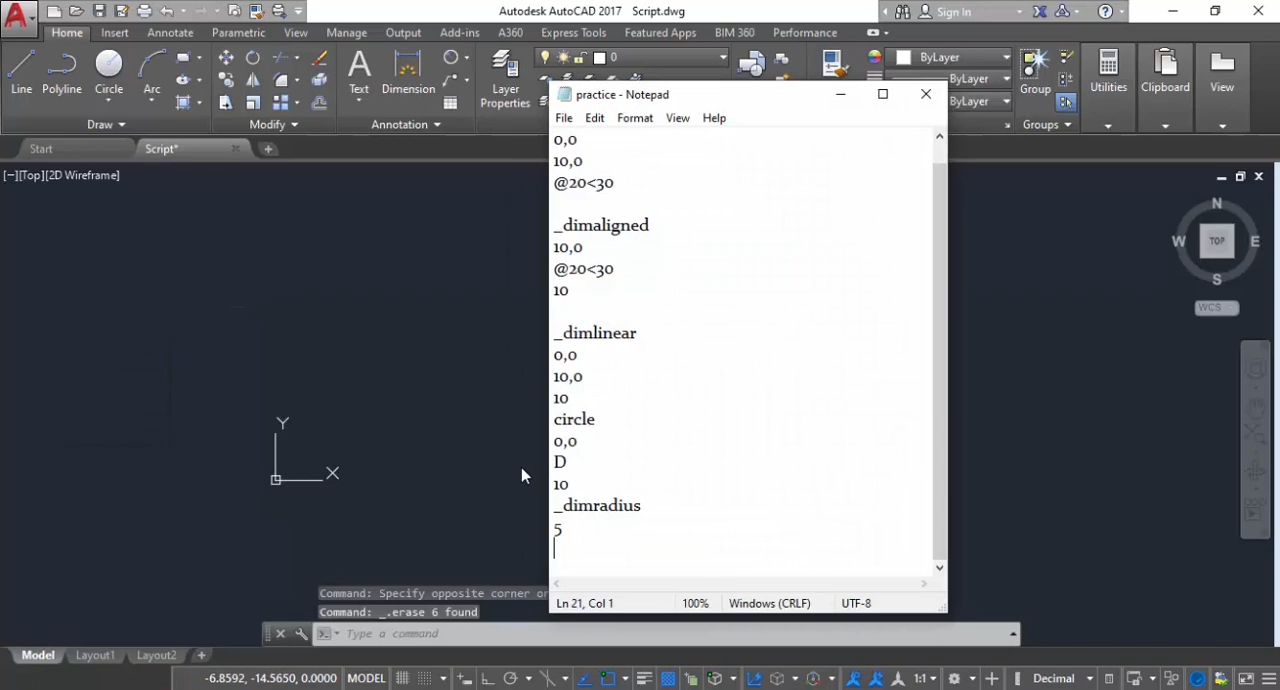 Autodesk AutoCAD 2017 Script.dwg
Sign In
Home Insert Annotate Parametric View Manage Output Add-ins A360 Express Tools Featured Apps BIM 360 Performance
0
ByLayer
ByLayer
ByLayer
Line Polyline Circle Arc
Text Dimension
Layer
Properties
Group
Utilities Clipboard View
Draw Modify Annotation Groups
Start Script*
[−][Top][2D Wireframe]
practice - Notepad
File Edit Format View Help
0,0
10,0
@20<30
_dimaligned
10,0
@20<30
10
_dimlinear
0,0
10,0
10
circle
0,0
D
10
_dimradius
5
Ln 21, Col 1 100% Windows (CRLF) UTF-8
N
W TOP E
S
WCS
Y
X
Command: Specify opposite corner or
Command: _.erase 6 found
Type a command
Model Layout1 Layout2
-6.8592, -14.5650, 0.0000 MODEL 1:1 Decimal